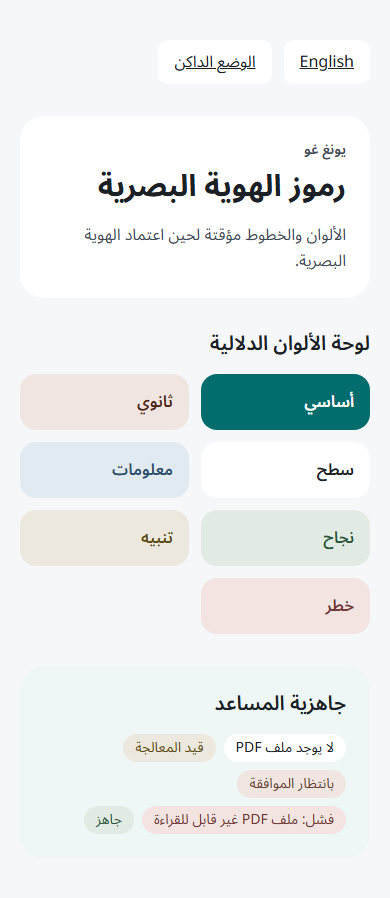 English
الوضع الداكن
يونغ غو
رموز الهوية البصرية
الألوان والخطوط مؤقتة لحين اعتماد الهوية
البصرية.
لوحة الألوان الدلالية
أساسي
ثانوي
سطح
معلومات
نجاح
تنبيه
خطر
جاهزية المساعد
لا يوجد ملف PDF
قيد المعالجة
بانتظار الموافقة
فشل: ملف PDF غير قابل للقراءة
جاهز